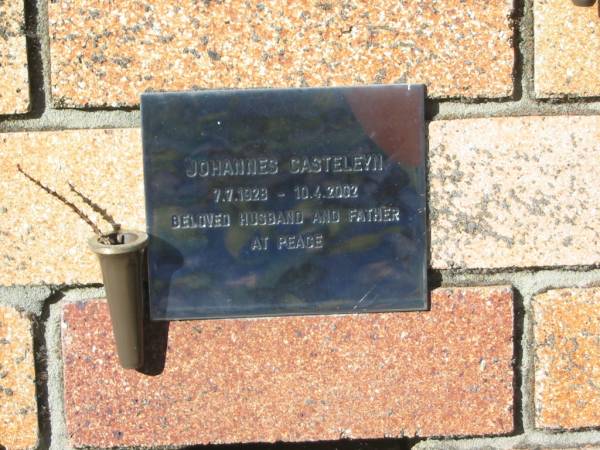 JOHANNES CASTELEYN
7.7.1928 - 10.4.2002
BELOVED HUSBAND AND FATHER
AT PEACE